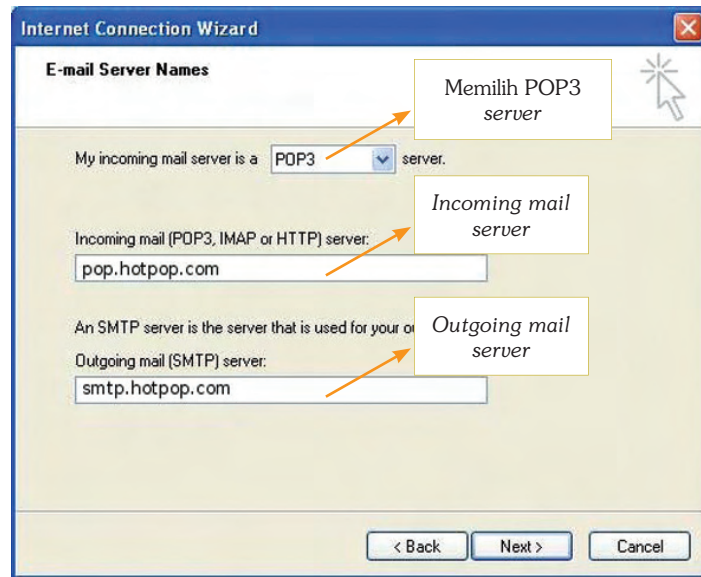 Internet Connection Wizard
E-mail Server Names
Memilih POP3
server
My incoming mail server is a POP3 server.
Incoming mail
server
Incoming mail (POP3, IMAP or HTTP) server:
pop.hotpop.com
An SMTP server is the server that is used for your
Outgoing mail
server
Outgoing mail (SMTP) server:
smtp.hotpop.com
< Back Next > Cancel